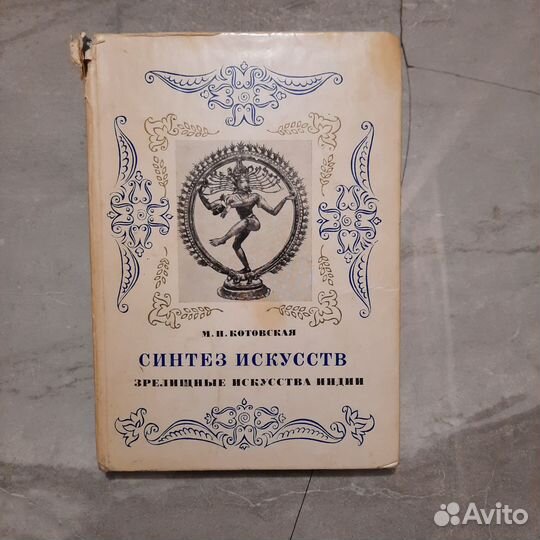 М. П. КОТОВСКАЯ
СИНТЕЗ ИСКУССТВ
ЗРЕЛИЩНЫЕ ИСКУССТВА ИНДИИ
Avito